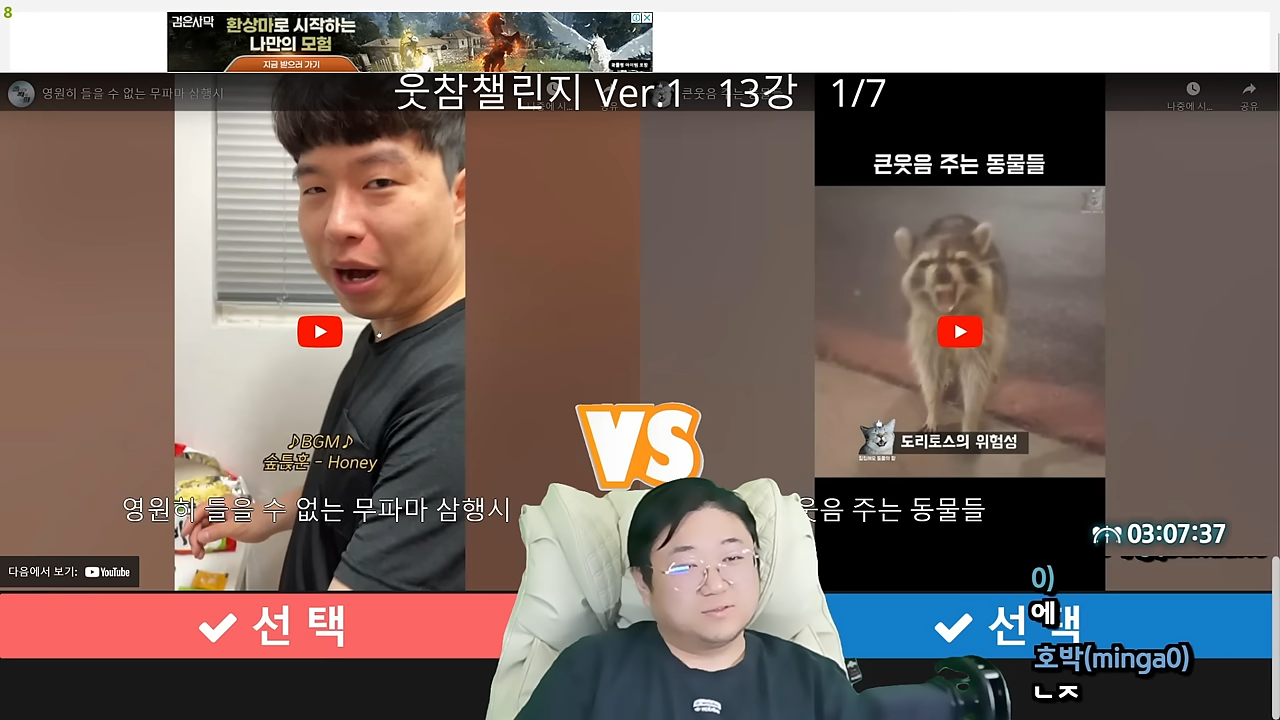 8
검은사막
환상마로 시작하는
나만의 모험
지금 받으러 가기
영원히 들을 수 없는 무파마 삼행시
웃참챌린지 Ver.1 13강 1/7
나중에 시...
공유
큰웃음 주는 동물들
도리토스의 위험성
♪BGM♪
숲튽훈 - Honey
VS
영원히 들을 수 없는 무파마 삼행시
웃음 주는 동물들
03:07:37
다음에서 보기: YouTube
0)
에
선 택
선 택
호박(minga0)
ㄴㅈ